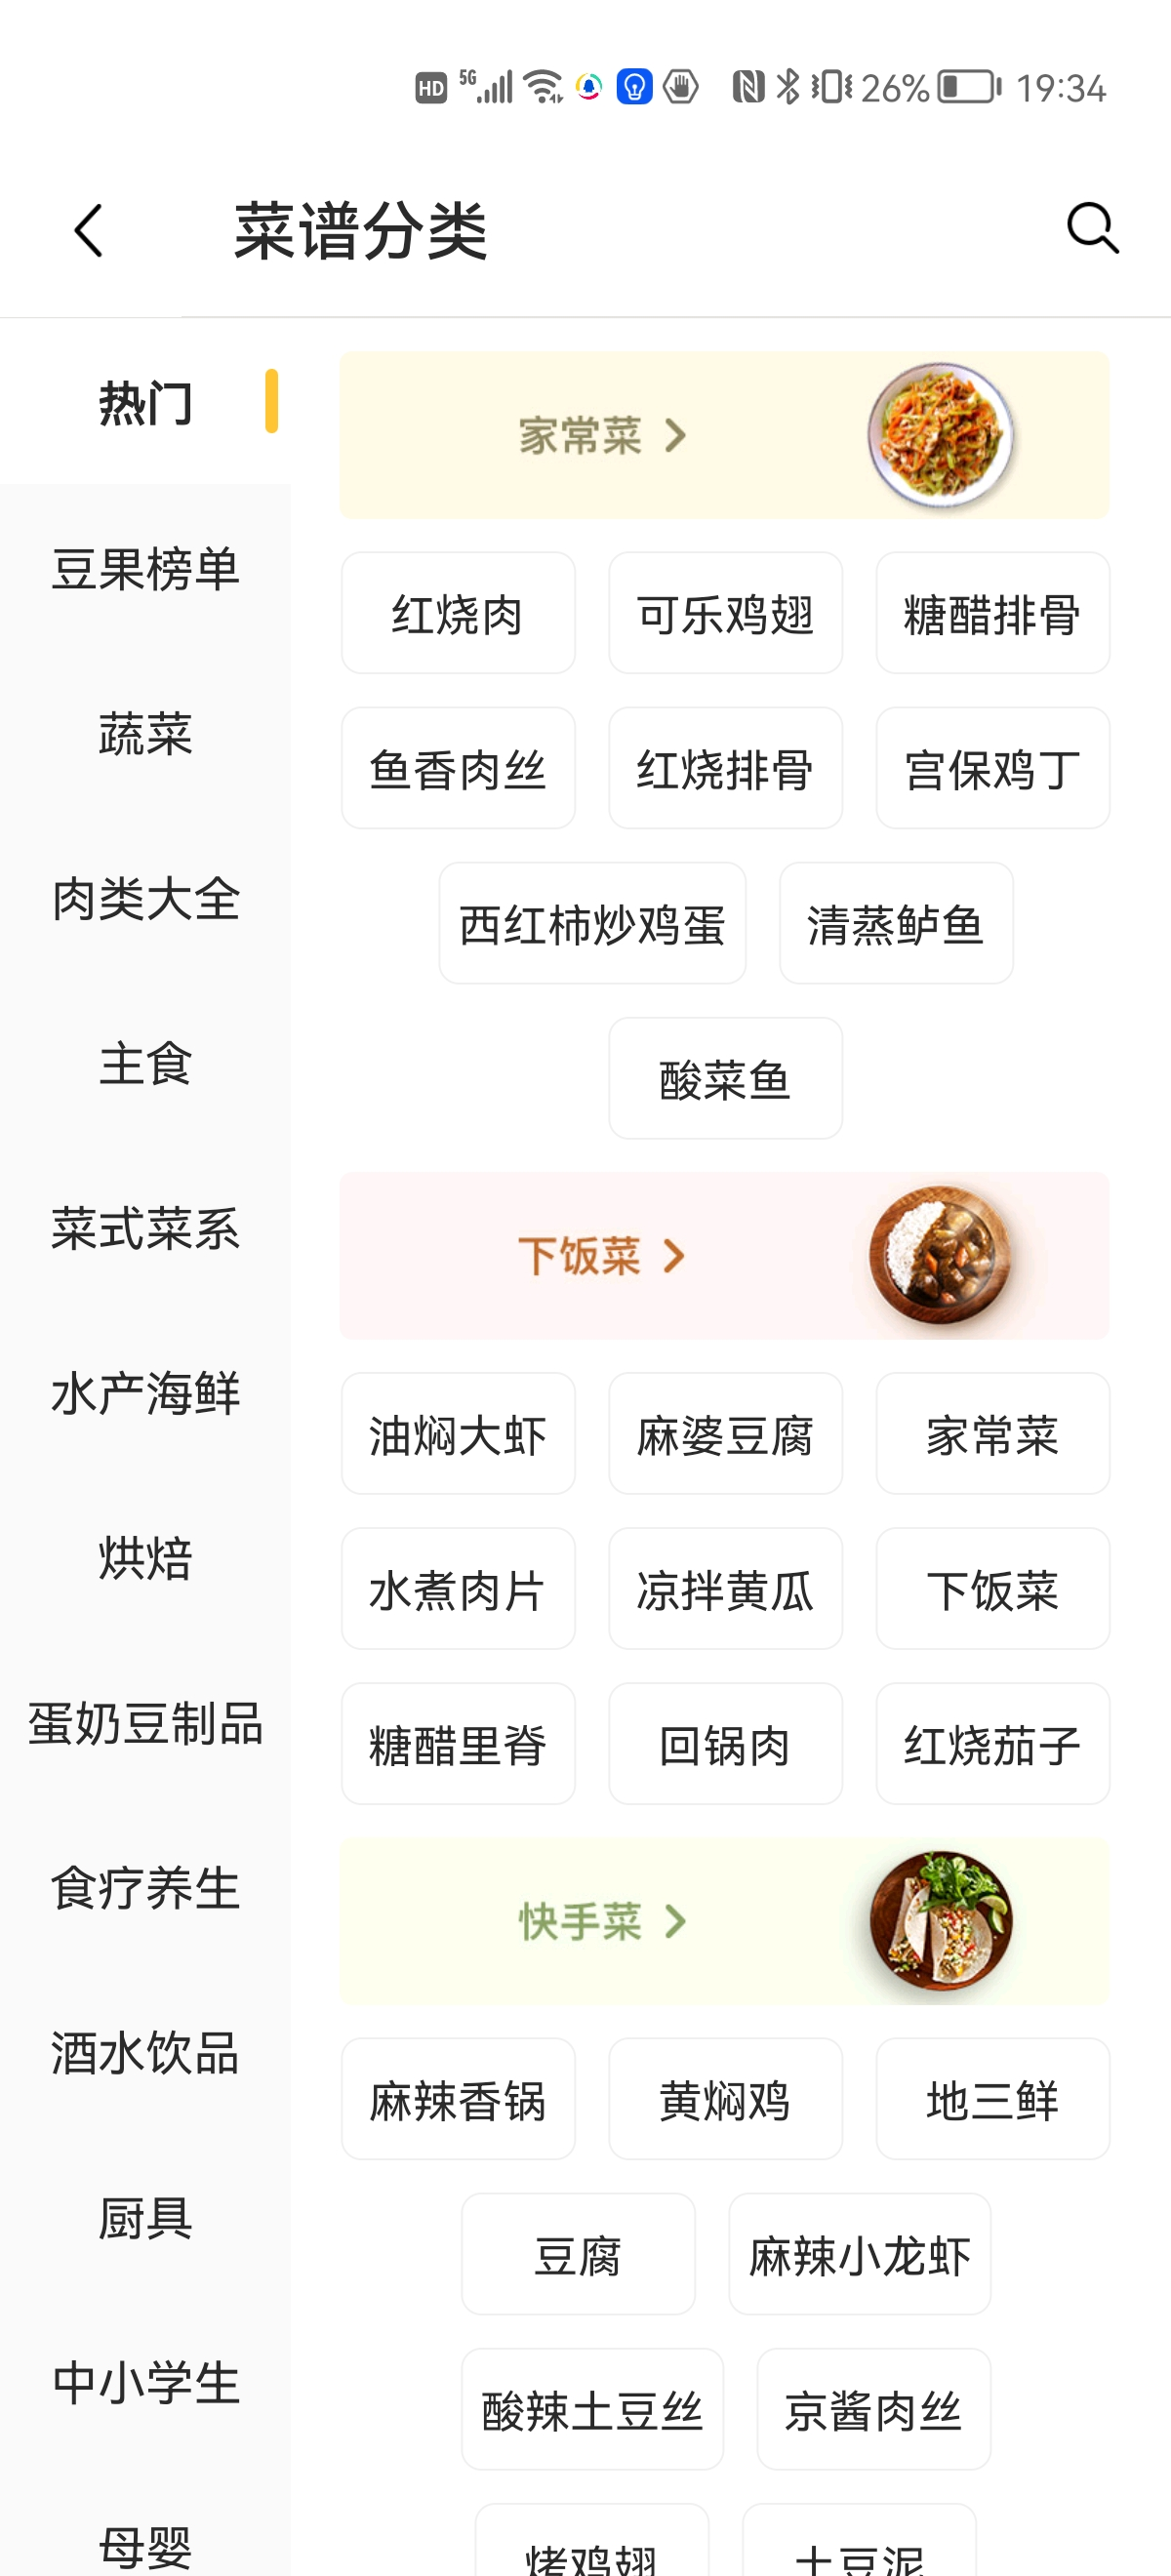 HD 5G 26% 19:34
菜谱分类
热门
豆果榜单
蔬菜
肉类大全
主食
菜式菜系
水产海鲜
烘焙
蛋奶豆制品
食疗养生
酒水饮品
厨具
中小学生
母婴
家常菜
红烧肉 可乐鸡翅 糖醋排骨
鱼香肉丝 红烧排骨 宫保鸡丁
西红柿炒鸡蛋 清蒸鲈鱼
酸菜鱼
下饭菜
油焖大虾 麻婆豆腐 家常菜
水煮肉片 凉拌黄瓜 下饭菜
糖醋里脊 回锅肉 红烧茄子
快手菜
麻辣香锅 黄焖鸡 地三鲜
豆腐 麻辣小龙虾
酸辣土豆丝 京酱肉丝
烤鸡翅 土豆泥